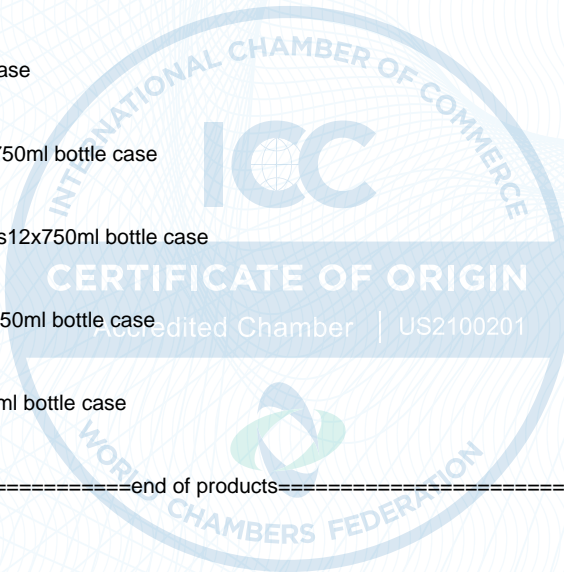 INTERNATIONAL CHAMBER OF COMMERCE
ase
ICC
50ml bottle case
s12x750ml bottle case
CERTIFICATE OF ORIGIN
50ml bottle case
Accredited Chamber | US2100201
ml bottle case
===========end of products=======================
WORLD CHAMBERS FEDERATION